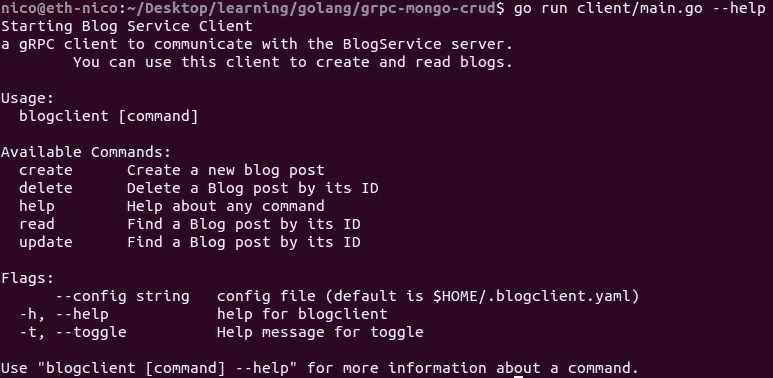 nico@eth-nico:~/Desktop/learning/golang/grpc-mongo-crud$ go run client/main.go --help
Starting Blog Service Client
a gRPC client to communicate with the BlogService server.
        You can use this client to create and read blogs.

Usage:
  blogclient [command]

Available Commands:
  create      Create a new blog post
  delete      Delete a Blog post by its ID
  help        Help about any command
  read        Find a Blog post by its ID
  update      Find a Blog post by its ID

Flags:
      --config string   config file (default is $HOME/.blogclient.yaml)
  -h, --help            help for blogclient
  -t, --toggle          Help message for toggle

Use "blogclient [command] --help" for more information about a command.